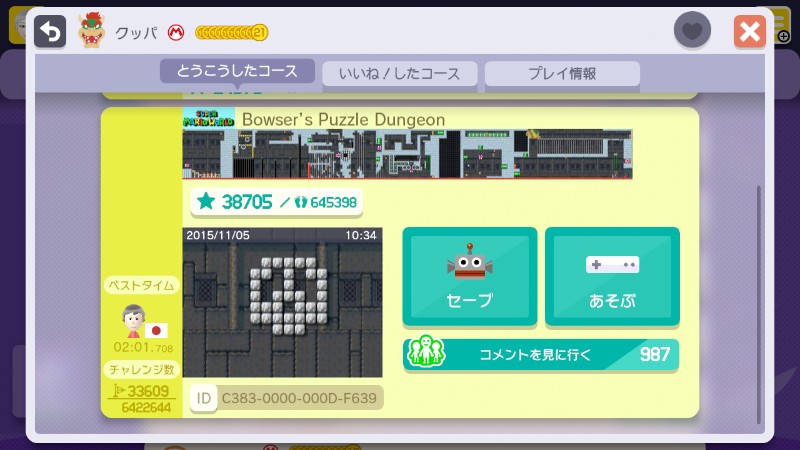 クッパ 21
とうこうしたコース いいね!したコース プレイ情報
SUPER MARIO WORLD
Bowser's Puzzle Dungeon
38705 / 645398
2015/11/05 10:34
ベストタイム
02:01.708
チャレンジ数
33609
6422644
セーブ
あそぶ
コメントを見に行く 987
ID C383-0000-000D-F639